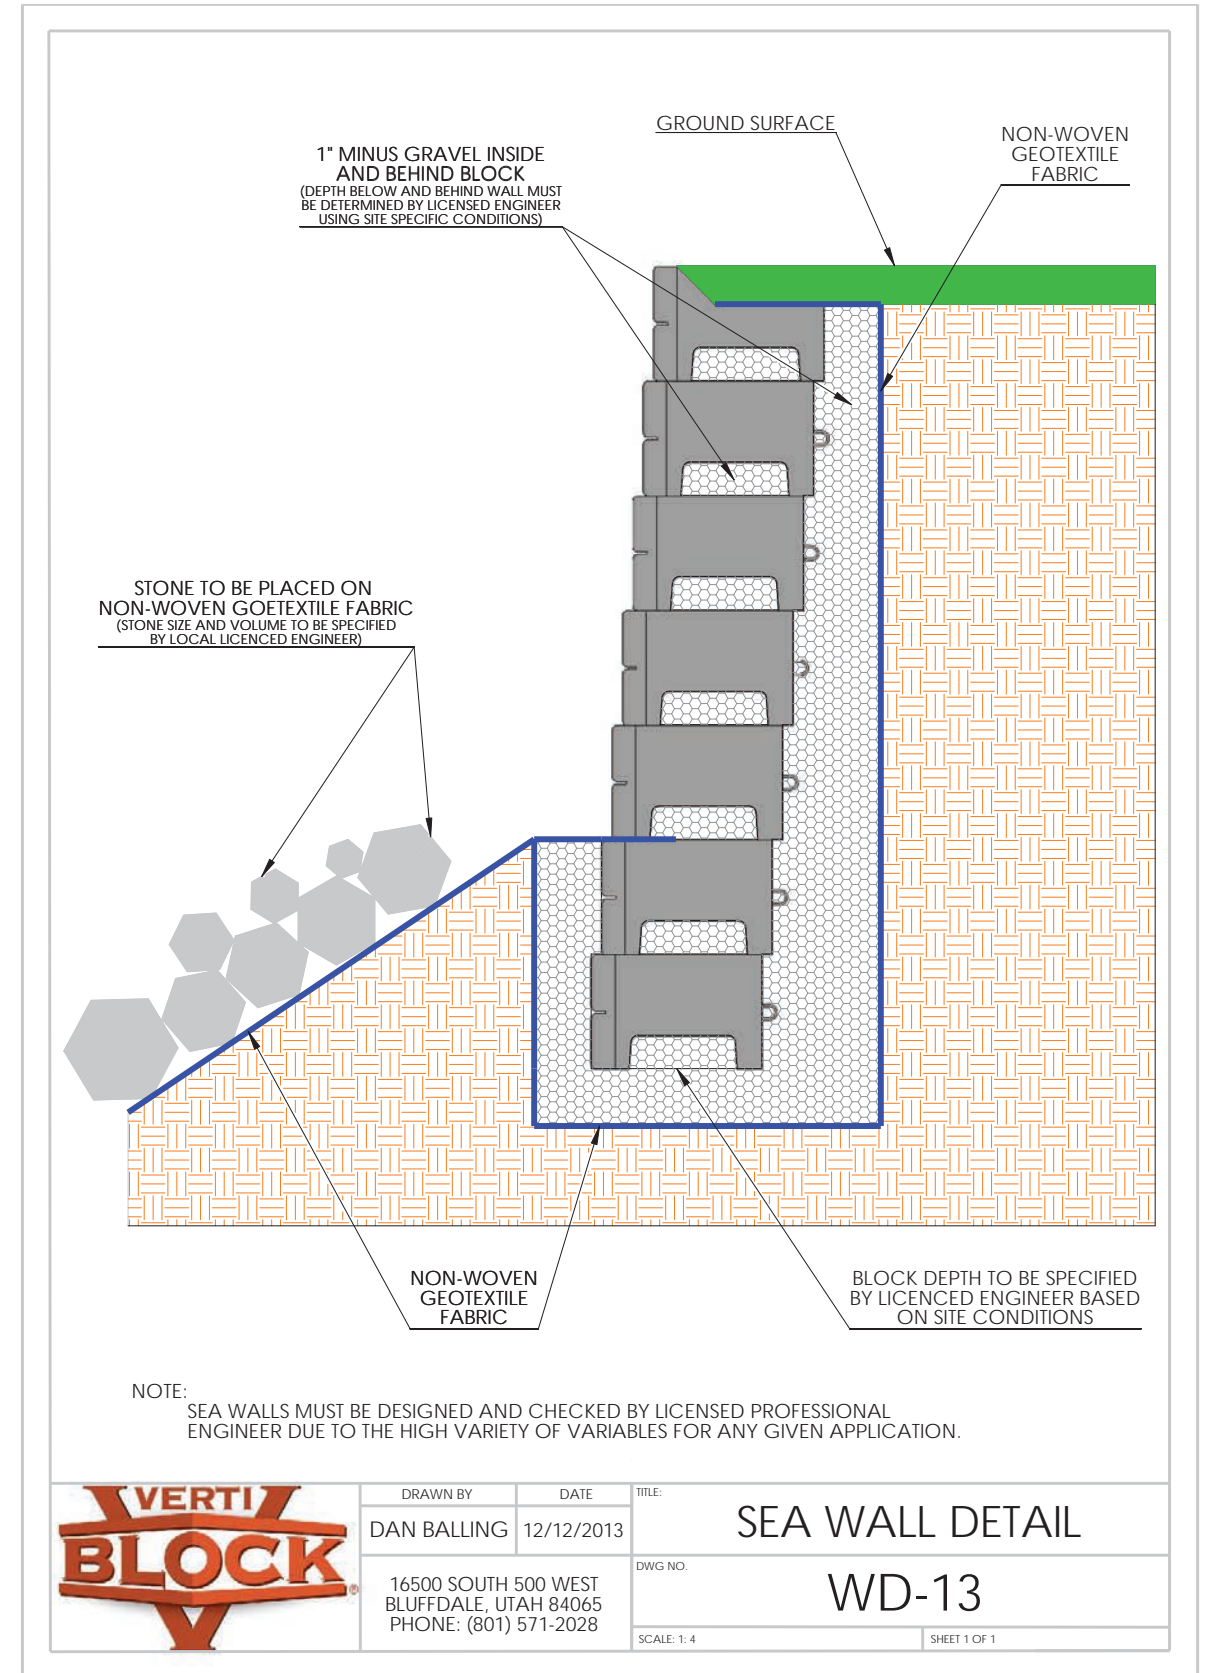 GROUND SURFACE
NON-WOVEN
GEOTEXTILE
FABRIC
1" MINUS GRAVEL INSIDE
AND BEHIND BLOCK
(DEPTH BELOW AND BEHIND WALL MUST
BE DETERMINED BY LICENSED ENGINEER
USING SITE SPECIFIC CONDITIONS)
STONE TO BE PLACED ON
NON-WOVEN GOETEXTILE FABRIC
(STONE SIZE AND VOLUME TO BE SPECIFIED
BY LOCAL LICENCED ENGINEER)
NON-WOVEN
GEOTEXTILE
FABRIC
BLOCK DEPTH TO BE SPECIFIED
BY LICENCED ENGINEER BASED
ON SITE CONDITIONS
NOTE:
SEA WALLS MUST BE DESIGNED AND CHECKED BY LICENSED PROFESSIONAL
ENGINEER DUE TO THE HIGH VARIETY OF VARIABLES FOR ANY GIVEN APPLICATION.
VERTI
BLOCK
®
DRAWN BY
DATE
DAN BALLING
12/12/2013
16500 SOUTH 500 WEST
BLUFFDALE, UTAH 84065
PHONE: (801) 571-2028
TITLE:
SEA WALL DETAIL
DWG NO.
WD-13
SCALE: 1: 4
SHEET 1 OF 1